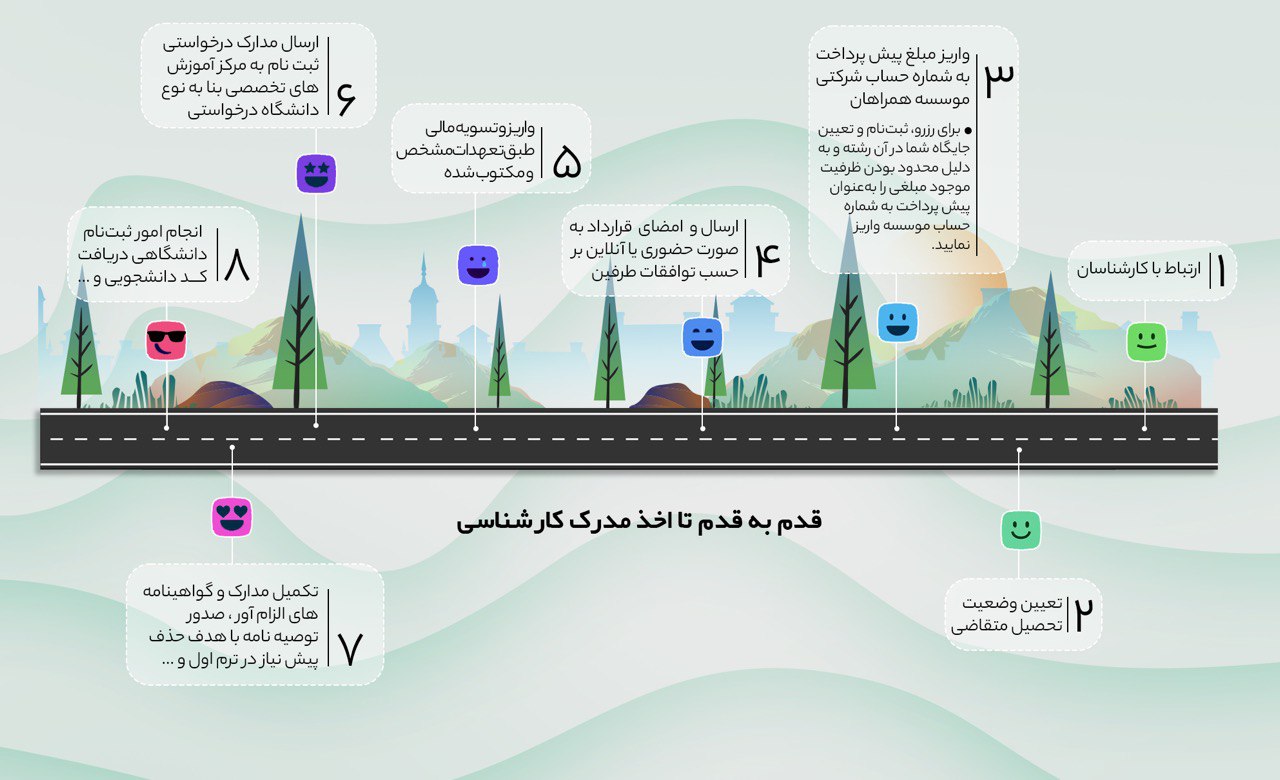 قدم به قدم تا اخذ مدرک کارشناسی
۱
ارتباط با کارشناسان
۲
تعیین وضعیت
تحصیل متقاضی
۳
واریز مبلغ پیش پرداخت
به شماره حساب شرکتی
موسسه همراهان
● برای رزرو، ثبت‌نام و تعیین
جایگاه شما در آن رشته و به
دلیل محدود بودن ظرفیت
موجود مبلغی را به‌عنوان
پیش پرداخت به شماره
حساب موسسه واریز
نمایید.
۴
ارسال و امضای قرارداد به
صورت حضوری یا آنلاین بر
حسب توافقات طرفین
۵
واریز و تسویه مالی
طبق تعهدات مشخص
و مکتوب شده
۶
ارسال مدارک درخواستی
ثبت نام به مرکز آموزش
های تخصصی بنا به نوع
دانشگاه درخواستی
۷
تکمیل مدارک و گواهینامه
های الزام آور ، صدور
توصیه نامه با هدف حذف
پیش نیاز در ترم اول و ...
۸
انجام امور ثبت‌نام
دانشگاهی دریافت
کـد دانشجویی و ...